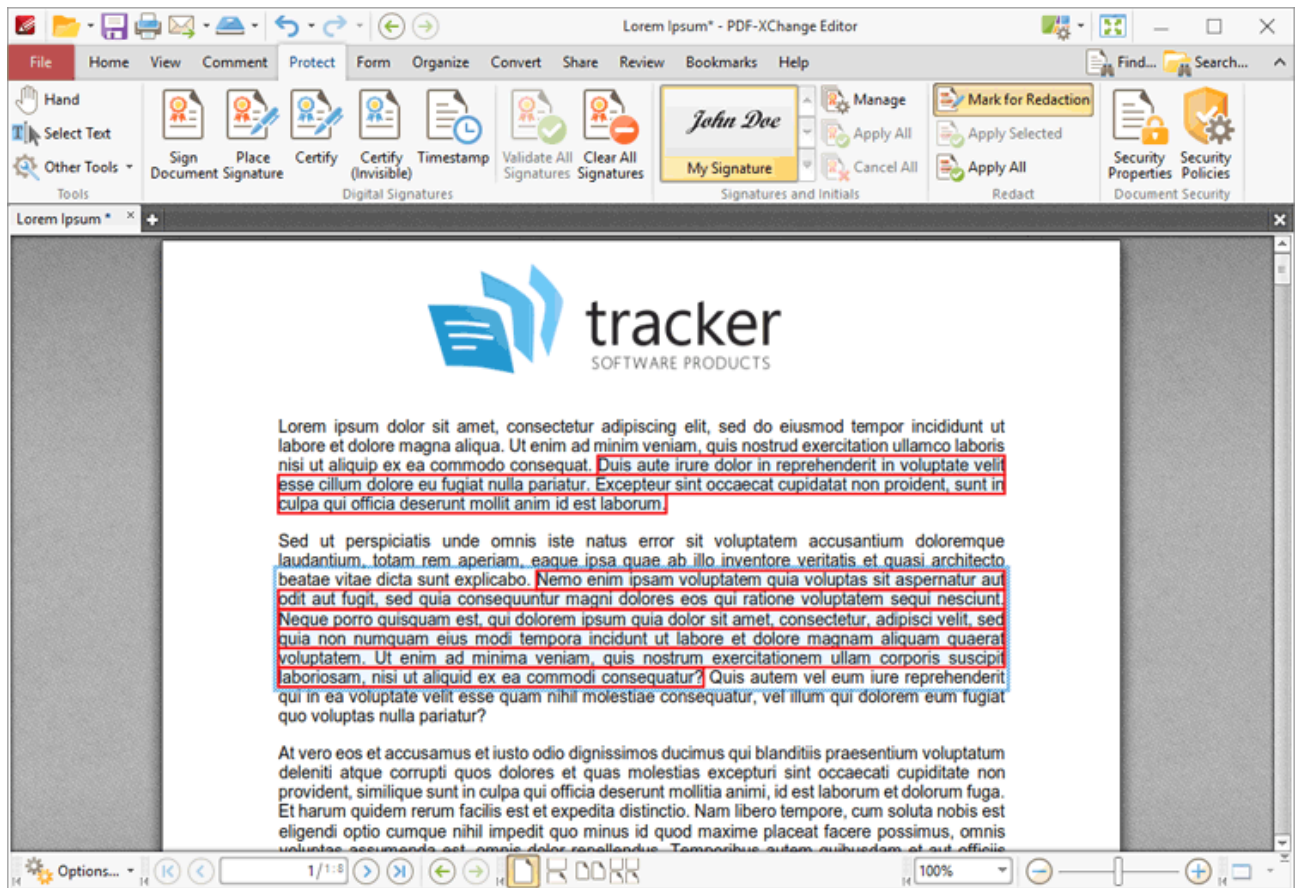 Lorem Ipsum* - PDF-XChange Editor
File Home View Comment Protect Form Organize Convert Share Review Bookmarks Help Find... Search...
Hand
Select Text
Other Tools
Tools
Sign Document
Place Signature
Certify
Certify (Invisible)
Timestamp
Digital Signatures
Validate All Signatures
Clear All Signatures
John Doe
My Signature
Manage
Apply All
Cancel All
Signatures and Initials
Mark for Redaction
Apply Selected
Apply All
Redact
Security Properties
Security Policies
Document Security
Lorem Ipsum *
tracker
SOFTWARE PRODUCTS
Lorem ipsum dolor sit amet, consectetur adipiscing elit, sed do eiusmod tempor incididunt ut
labore et dolore magna aliqua. Ut enim ad minim veniam, quis nostrud exercitation ullamco laboris
nisi ut aliquip ex ea commodo consequat. Duis aute irure dolor in reprehenderit in voluptate velit
esse cillum dolore eu fugiat nulla pariatur. Excepteur sint occaecat cupidatat non proident, sunt in
culpa qui officia deserunt mollit anim id est laborum.
Sed ut perspiciatis unde omnis iste natus error sit voluptatem accusantium doloremque
laudantium, totam rem aperiam, eaque ipsa quae ab illo inventore veritatis et quasi architecto
beatae vitae dicta sunt explicabo. Nemo enim ipsam voluptatem quia voluptas sit aspernatur aut
odit aut fugit, sed quia consequuntur magni dolores eos qui ratione voluptatem sequi nesciunt.
Neque porro quisquam est, qui dolorem ipsum quia dolor sit amet, consectetur, adipisci velit, sed
quia non numquam eius modi tempora incidunt ut labore et dolore magnam aliquam quaerat
voluptatem. Ut enim ad minima veniam, quis nostrum exercitationem ullam corporis suscipit
laboriosam, nisi ut aliquid ex ea commodi consequatur? Quis autem vel eum iure reprehenderit
qui in ea voluptate velit esse quam nihil molestiae consequatur, vel illum qui dolorem eum fugiat
quo voluptas nulla pariatur?
At vero eos et accusamus et iusto odio dignissimos ducimus qui blanditiis praesentium voluptatum
deleniti atque corrupti quos dolores et quas molestias excepturi sint occaecati cupiditate non
provident, similique sunt in culpa qui officia deserunt mollitia animi, id est laborum et dolorum fuga.
Et harum quidem rerum facilis est et expedita distinctio. Nam libero tempore, cum soluta nobis est
eligendi optio cumque nihil impedit quo minus id quod maxime placeat facere possimus, omnis
voluptas assumenda est, omnis dolor repellendus. Temporibus autem quibusdam et aut officiis
Options... 1/1:8 100%